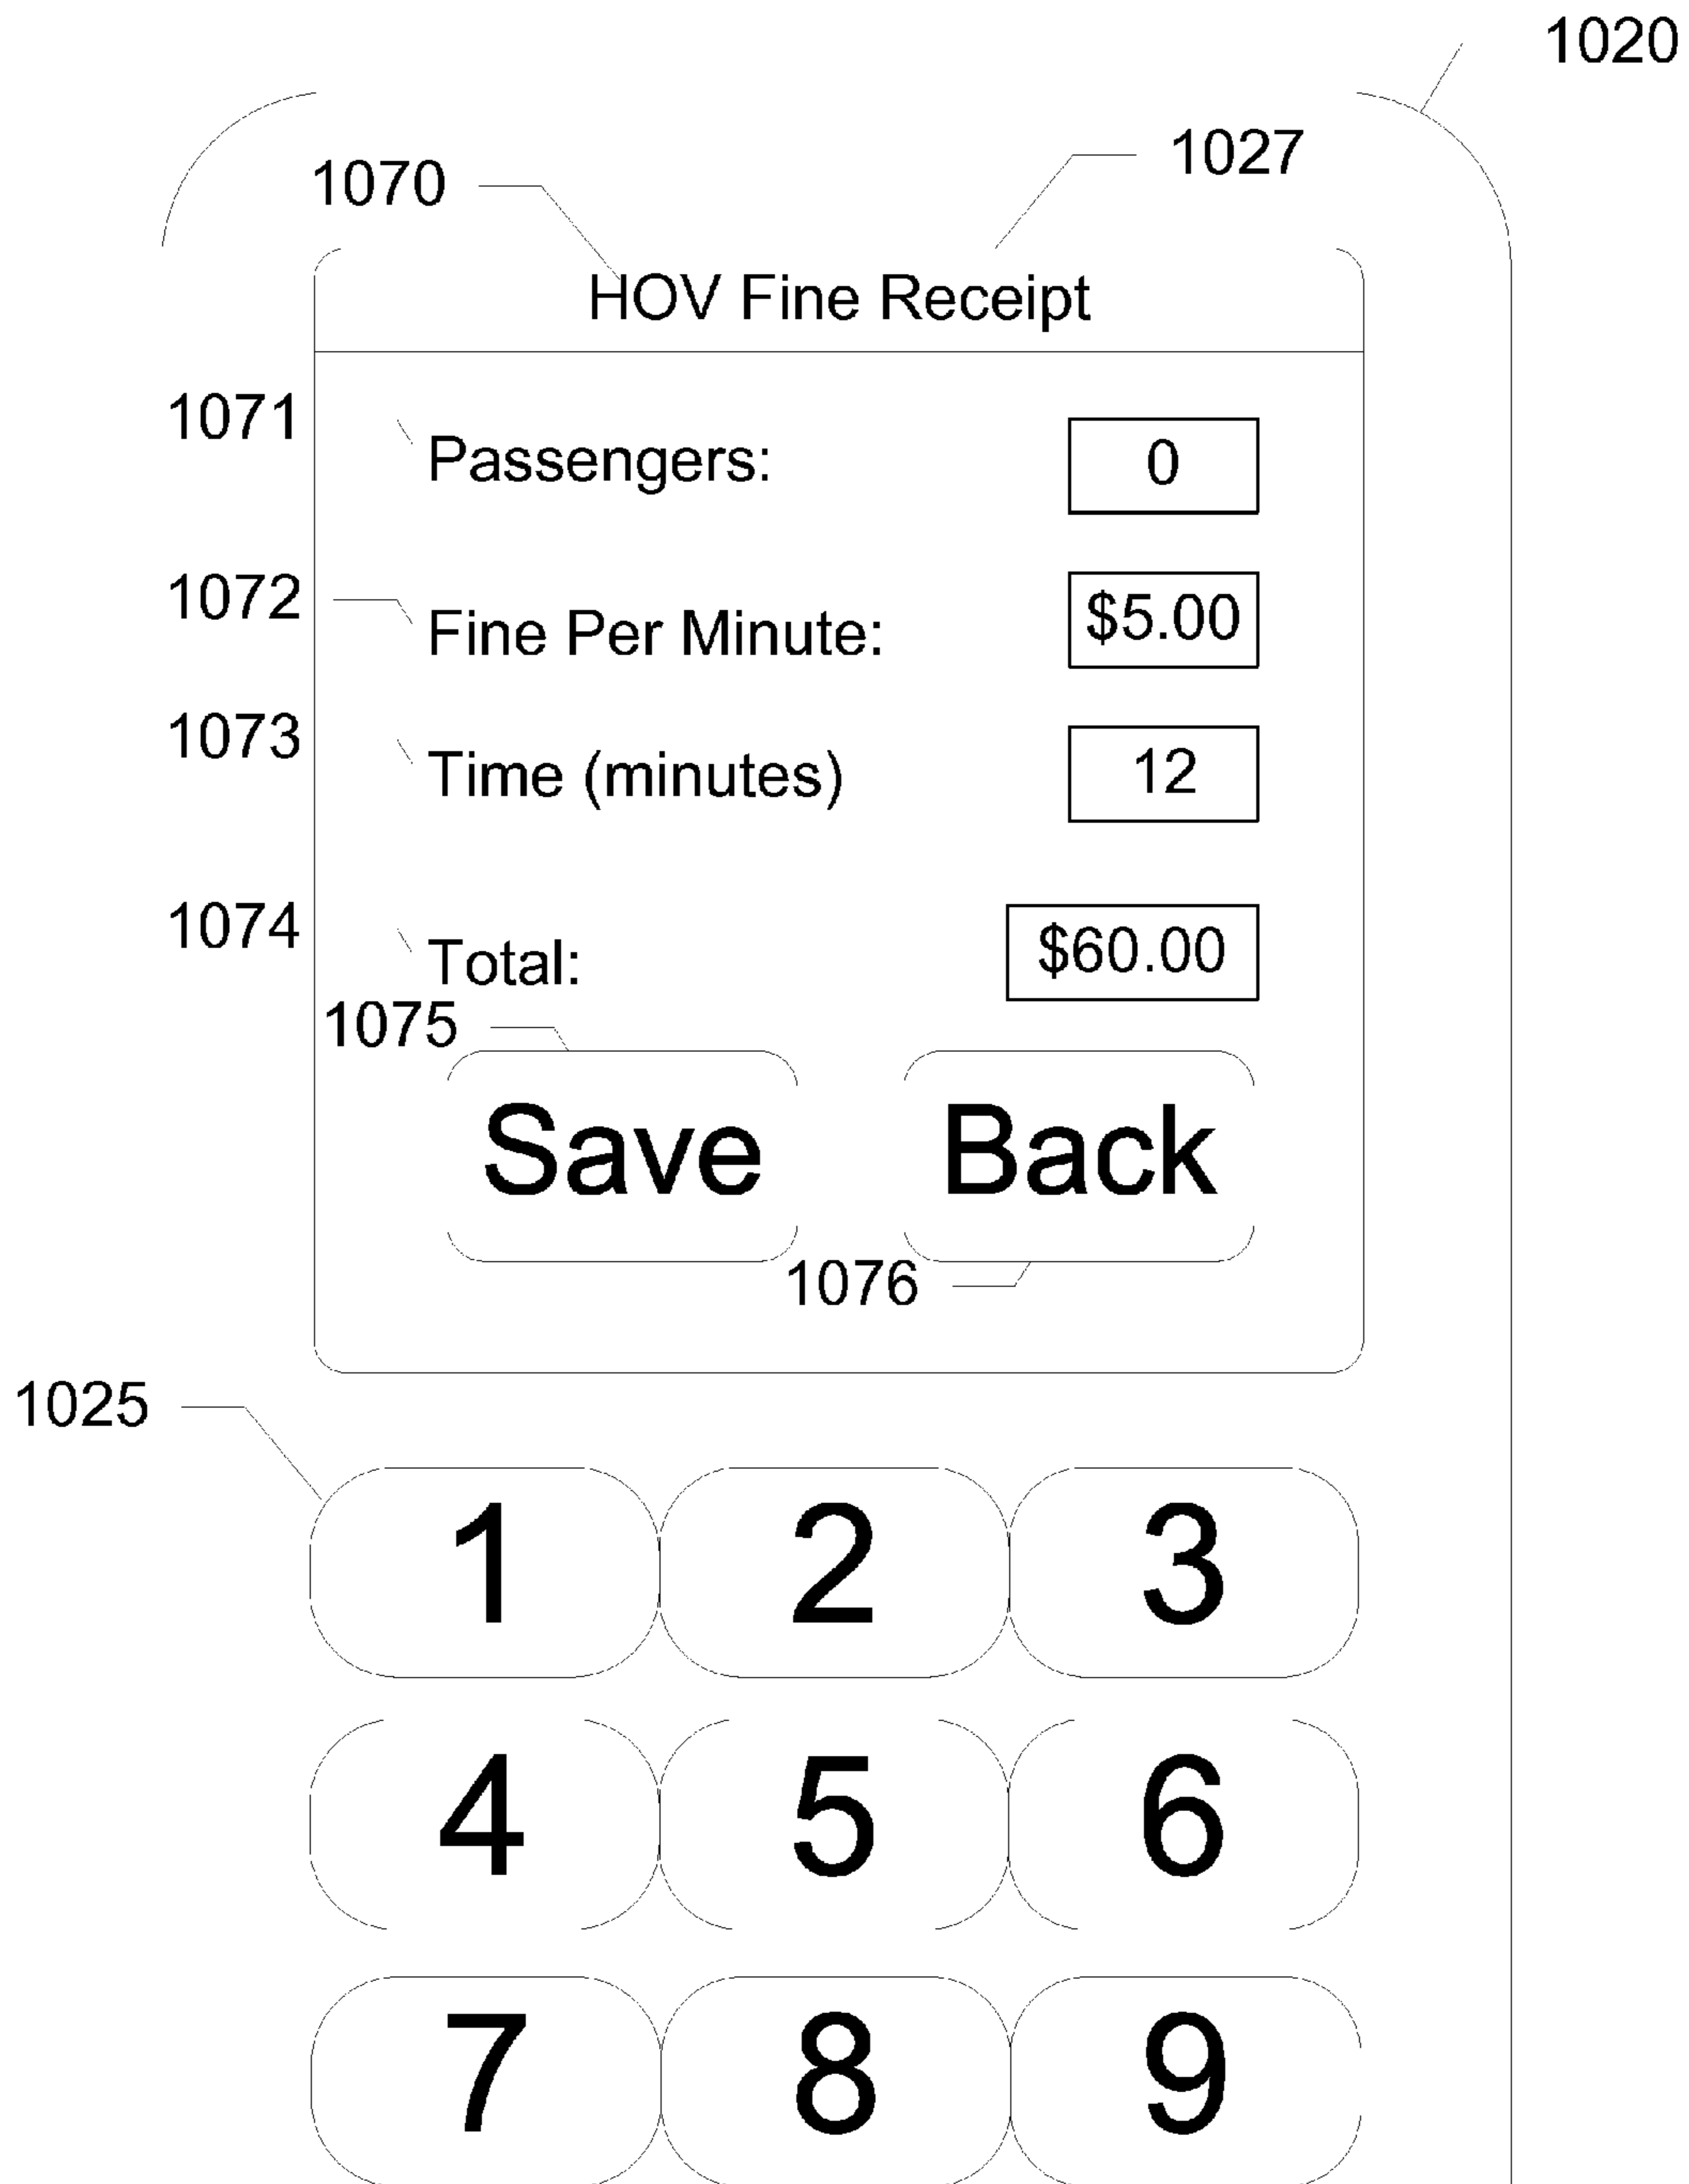 1020
1027
1070
HOV Fine Receipt
1071
Passengers: 0
1072
Fine Per Minute: $5.00
1073
Time (minutes) 12
1074
Total: $60.00
1075
Save Back
1076
1025
1 2 3
4 5 6
7 8 9